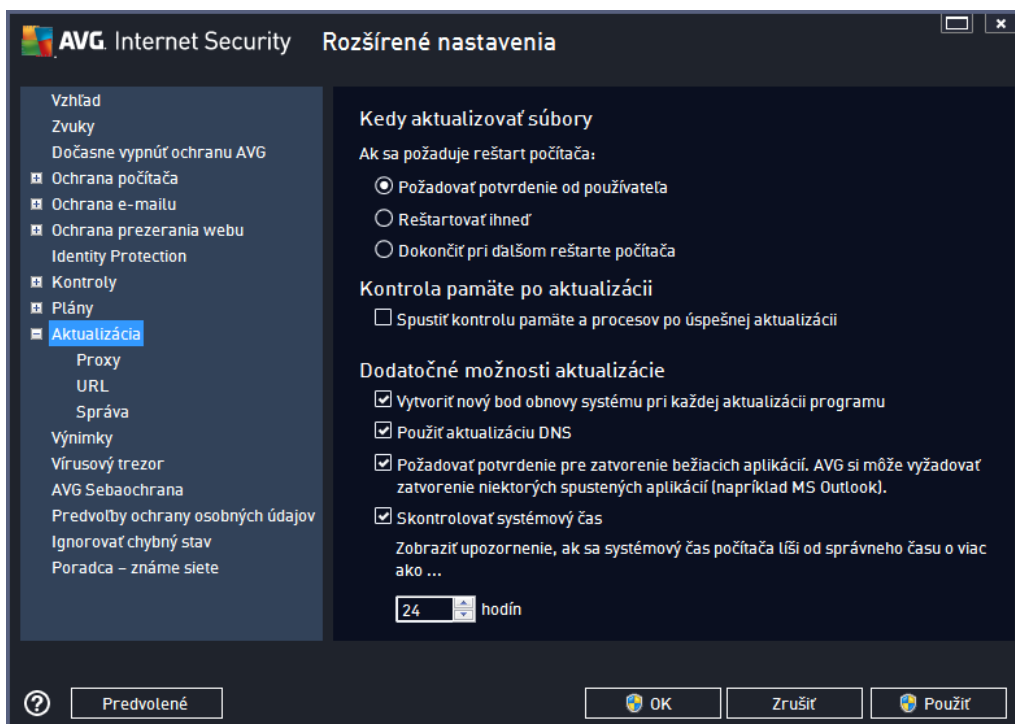 AVG. Internet Security Rozšírené nastavenia
Vzhľad
Zvuky
Dočasne vypnúť ochranu AVG
Ochrana počítača
Ochrana e-mailu
Ochrana prezerania webu
Identity Protection
Kontroly
Plány
Aktualizácia
Proxy
URL
Správa
Výnimky
Vírusový trezor
AVG Sebaochrana
Predvoľby ochrany osobných údajov
Ignorovať chybný stav
Poradca – známe siete
Kedy aktualizovať súbory
Ak sa požaduje reštart počítača:
Požadovať potvrdenie od používateľa
Reštartovať ihneď
Dokončiť pri ďalšom reštarte počítača
Kontrola pamäte po aktualizácii
Spustiť kontrolu pamäte a procesov po úspešnej aktualizácii
Dodatočné možnosti aktualizácie
Vytvoriť nový bod obnovy systému pri každej aktualizácii programu
Použiť aktualizáciu DNS
Požadovať potvrdenie pre zatvorenie bežiacich aplikácií. AVG si môže vyžadovať
zatvorenie niektorých spustených aplikácií (napríklad MS Outlook).
Skontrolovať systémový čas
Zobraziť upozornenie, ak sa systémový čas počítača líši od správneho času o viac
ako ...
24 hodín
Predvolené
OK
Zrušiť
Použiť